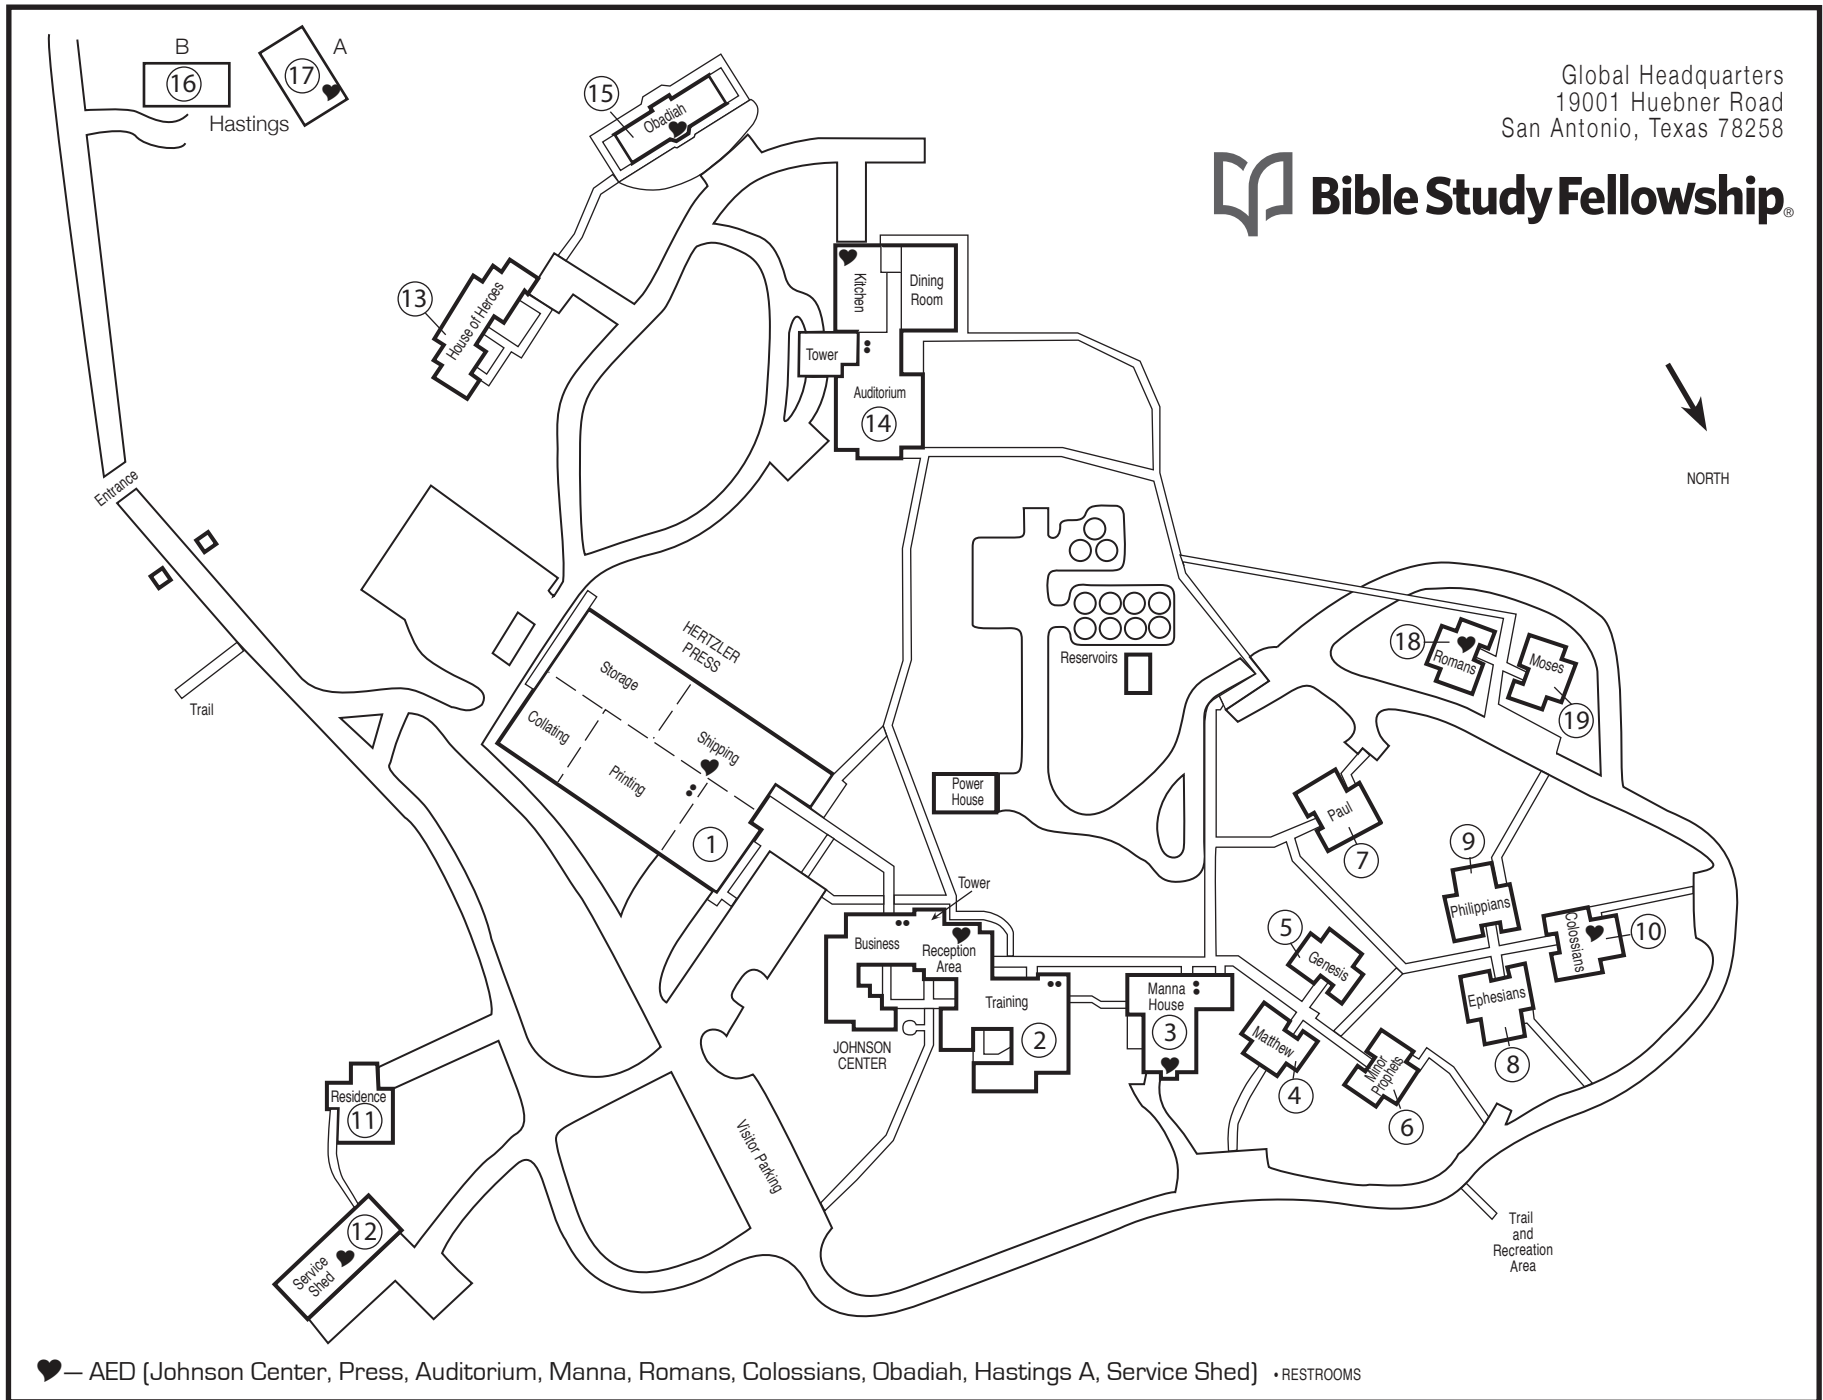 B
A
16
17
Hastings
Global Headquarters
19001 Huebner Road
San Antonio, Texas 78258
Bible Study Fellowship®
15
Obadiah
13
House of Heroes
Kitchen
Dining
Room
Tower
Auditorium
14
NORTH
Entrance
Trail
HERTZLER
PRESS
Storage
Collating
Shipping
Printing
1
Reservoirs
Power
House
18
Romans
Moses
19
Paul
7
9
Philippians
Colossians
10
Ephesians
8
5
Genesis
Matthew
4
Minor
Prophets
6
Tower
Business
Reception
Area
Training
2
JOHNSON
CENTER
Manna
House
3
Residence
11
Visitor Parking
12
Service
Shed
Trail
and
Recreation
Area
— AED (Johnson Center, Press, Auditorium, Manna, Romans, Colossians, Obadiah, Hastings A, Service Shed) • RESTROOMS